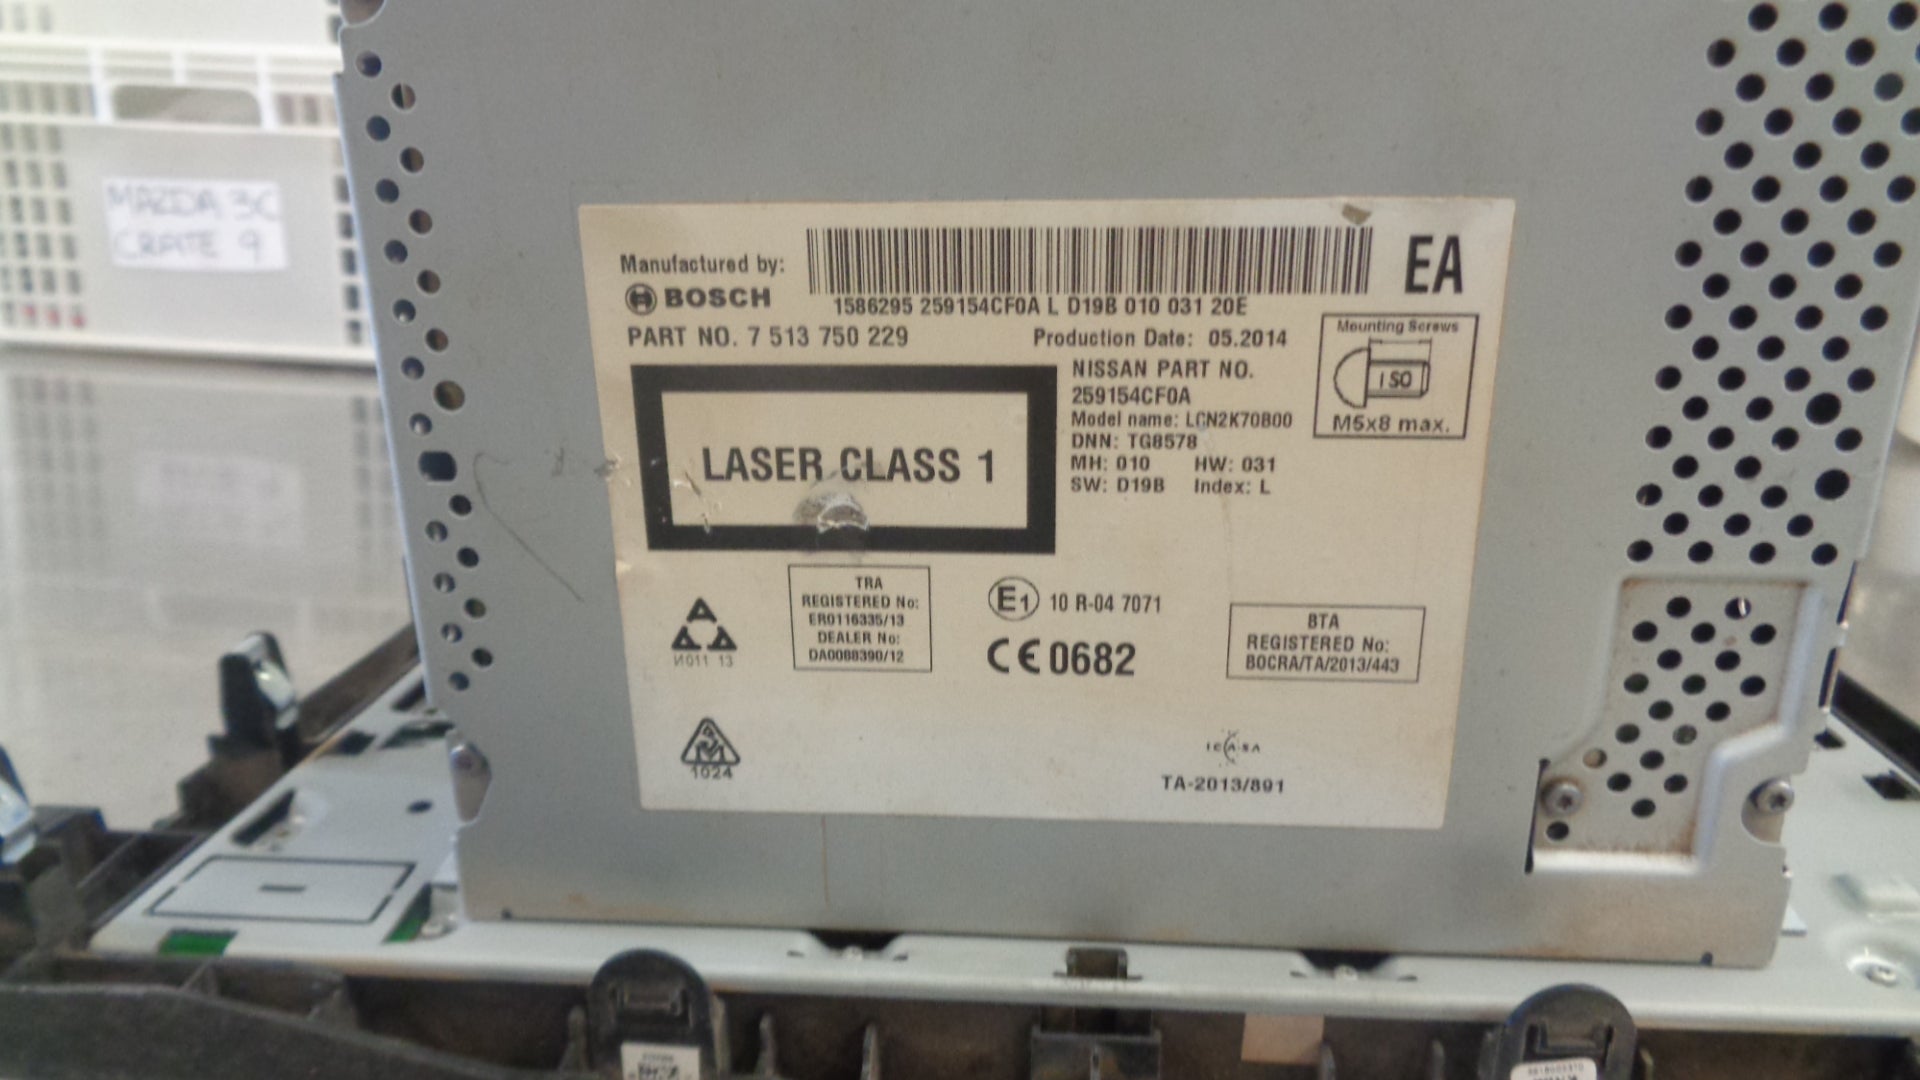 MAZDA 3C
CRATE 9
Manufactured by:
BOSCH
1586295 259154CF0A L D19B 010 031 20E
EA
PART NO. 7 513 750 229
Production Date: 05.2014
NISSAN PART NO.
259154CF0A
Model name: LCN2K70B00
DNN: TG8578
MH: 010 HW: 031
SW: D19B Index: L
Mounting Screws
ISO
M5x8 max.
LASER CLASS 1
И011 13
TRA
REGISTERED No:
ER0116335/13
DEALER No:
DA0088390/12
E1 10 R-04 7071
CE 0682
BTA
REGISTERED No:
BOCRA/TA/2013/443
1024
ICASA
TA-2013/891